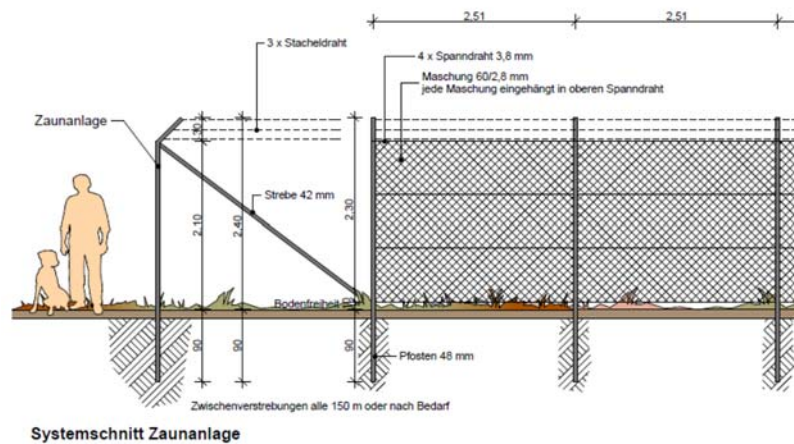 2,51
2,51
3 x Stacheldraht
4 x Spanndraht 3,8 mm
Maschung 60/2,8 mm
jede Maschung eingehängt in oberen Spanndraht
Zaunanlage
30
Strebe 42 mm
2,10
2,40
2,30
Bodenfreiheit
90
90
90
Pfosten 48 mm
Zwischenverstrebungen alle 150 m oder nach Bedarf
Systemschnitt Zaunanlage